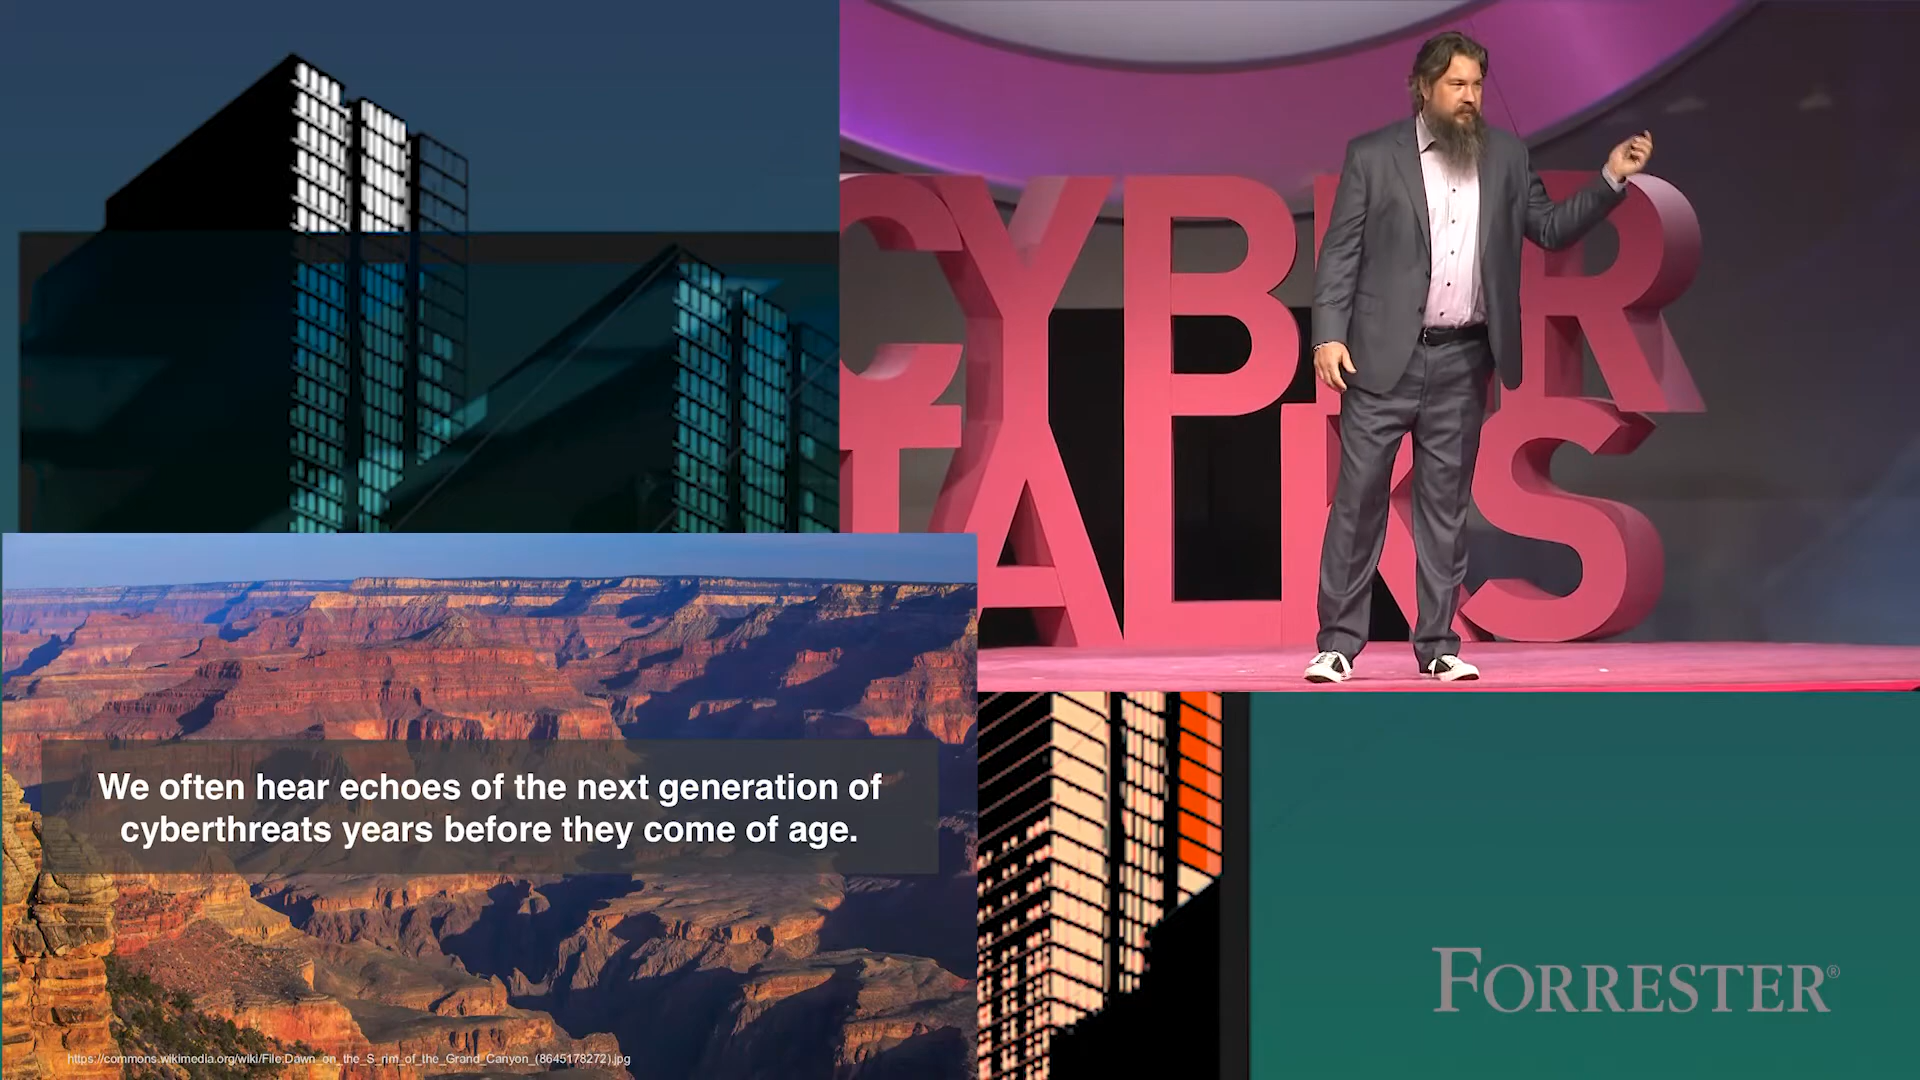 CYBER
TALKS
We often hear echoes of the next generation of
cyberthreats years before they come of age.
https://commons.wikimedia.org/wiki/File:Dawn_on_the_S_rim_of_the_Grand_Canyon_(8645178272).jpg
FORRESTER®